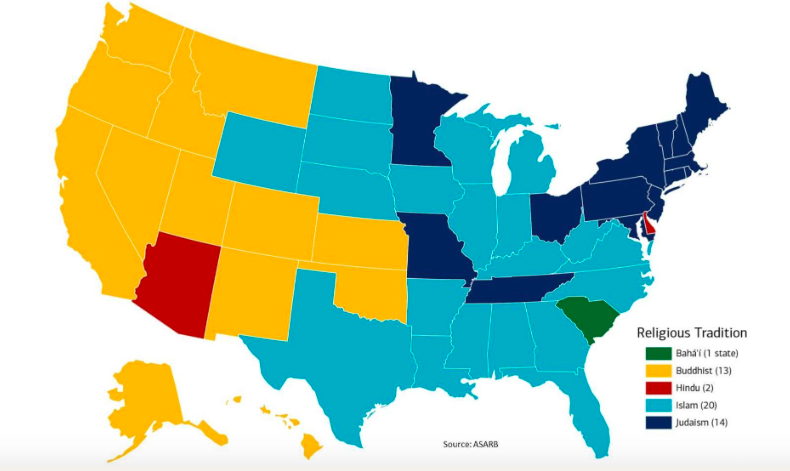 Religious Tradition
Bahá'í (1 state)
Buddhist (13)
Hindu (2)
Islam (20)
Judaism (14)
Source: ASARB